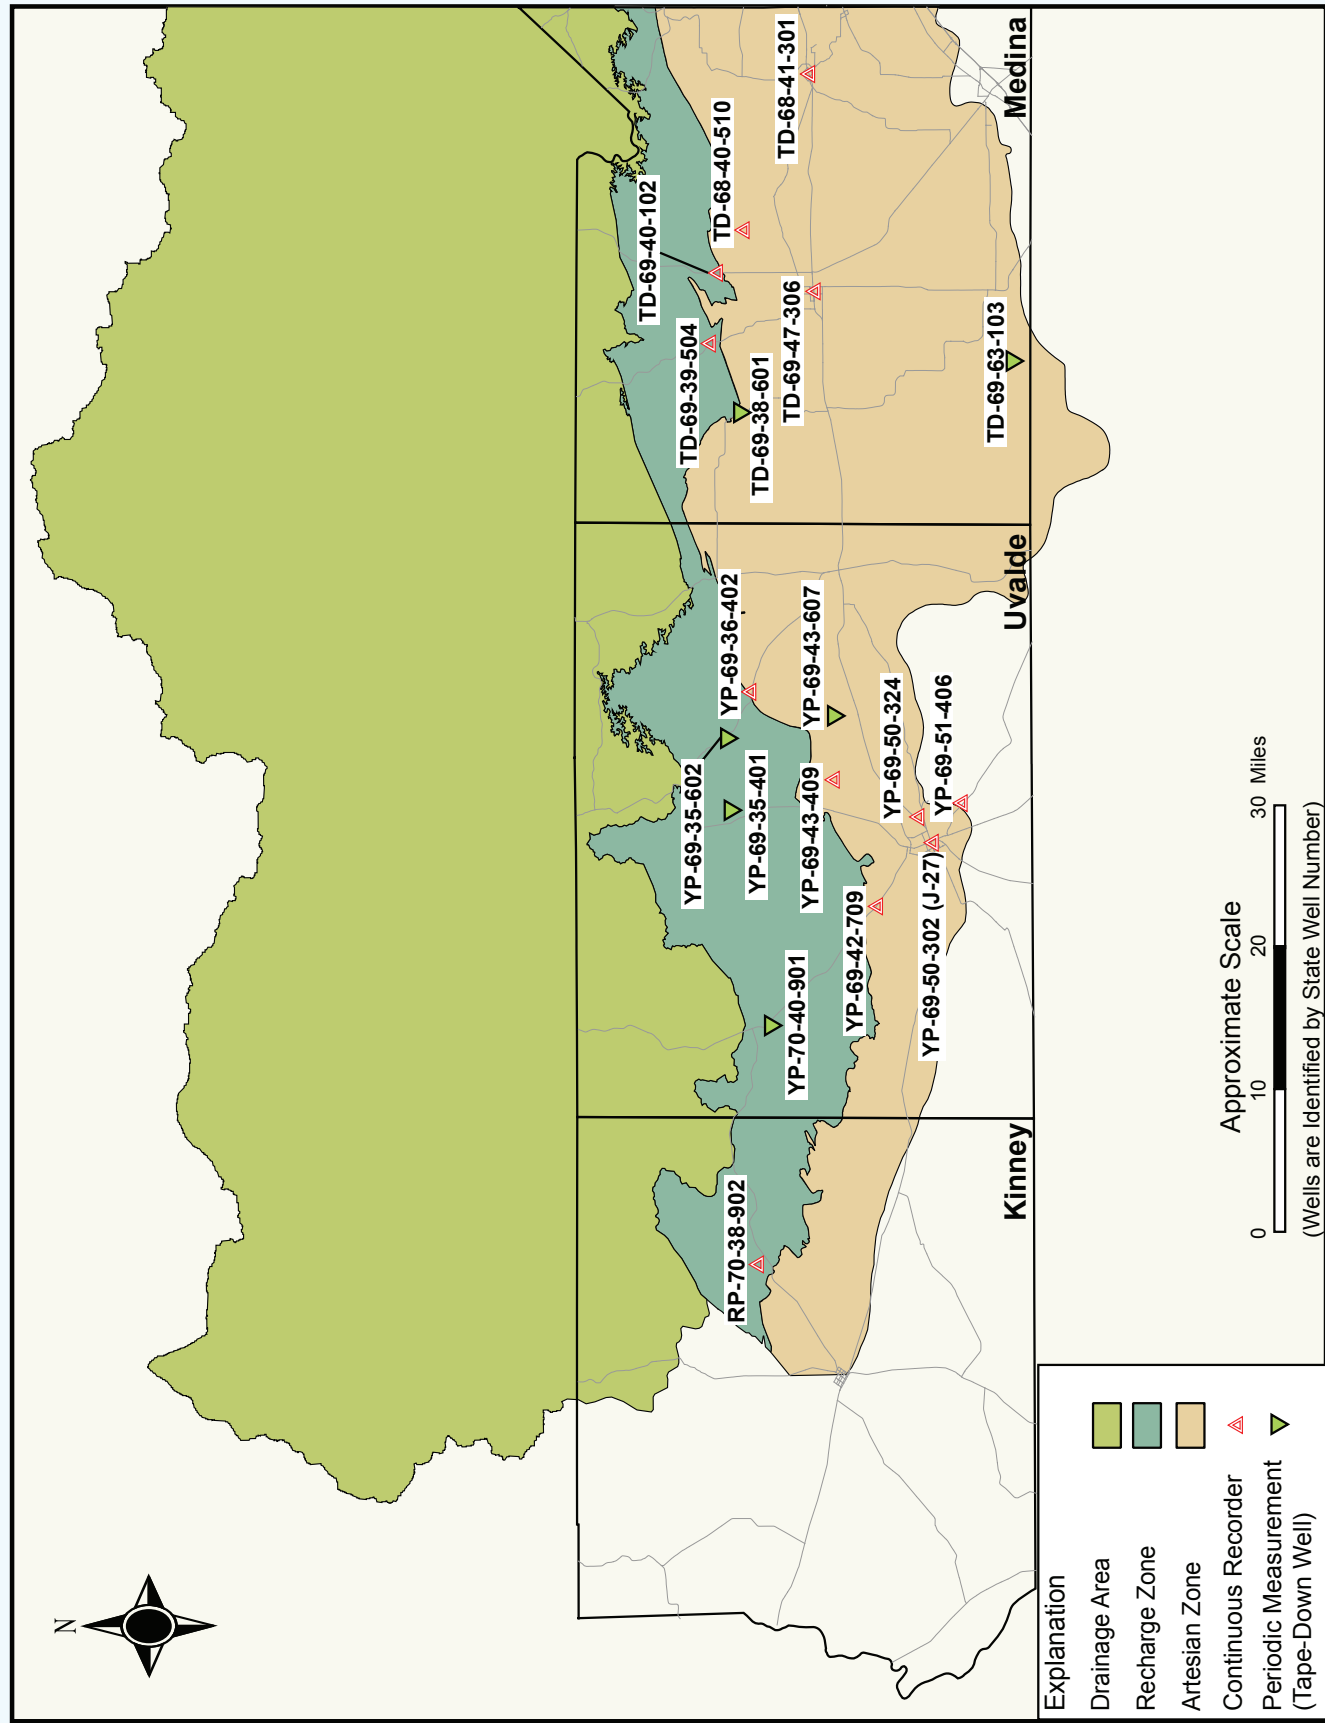 N
TD-69-40-102
TD-68-40-510
TD-68-41-301
TD-69-39-504
TD-69-38-601
TD-69-47-306
TD-69-63-103
Medina
YP-69-36-402
YP-69-35-602
YP-69-35-401
YP-69-43-607
YP-69-43-409
YP-69-42-709
YP-70-40-901
YP-69-50-324
YP-69-51-406
YP-69-50-302 (J-27)
Uvalde
RP-70-38-902
Kinney
Explanation
Drainage Area
Recharge Zone
Artesian Zone
Continuous Recorder
Periodic Measurement
(Tape-Down Well)
Approximate Scale
0 10 20 30 Miles
(Wells are Identified by State Well Number)